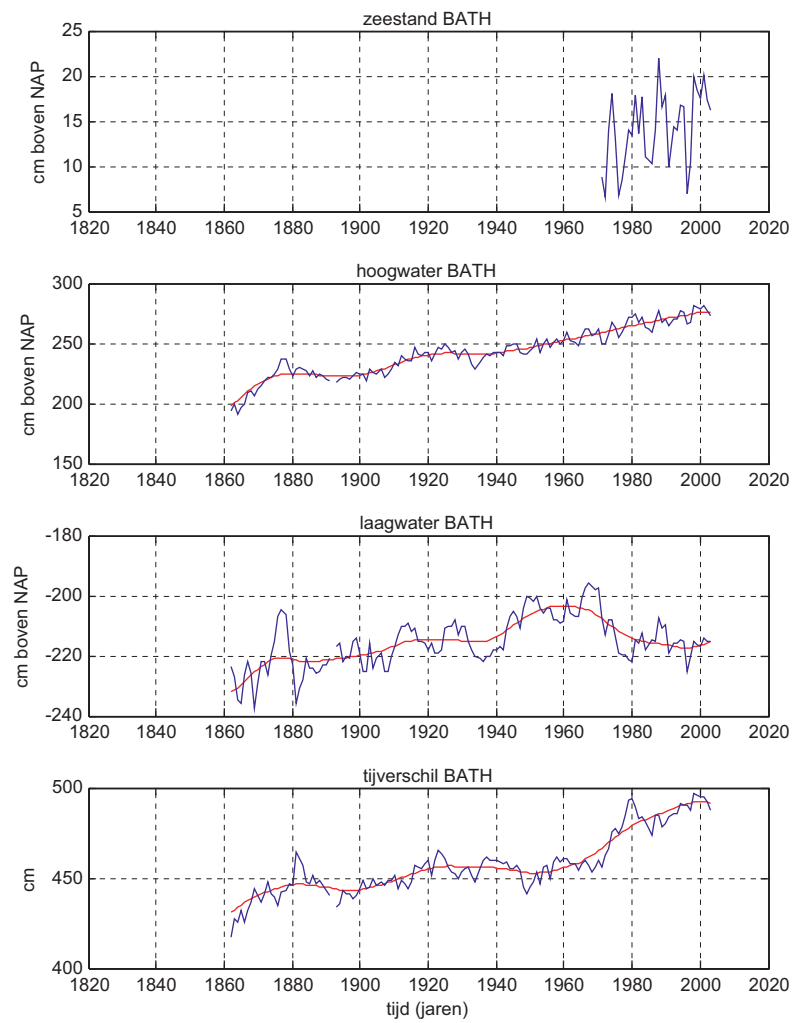 zeestand BATH
25
20
15
10
5
cm boven NAP
1820 1840 1860 1880 1900 1920 1940 1960 1980 2000 2020
hoogwater BATH
300
250
200
150
cm boven NAP
1820 1840 1860 1880 1900 1920 1940 1960 1980 2000 2020
laagwater BATH
-180
-200
-220
-240
cm boven NAP
1820 1840 1860 1880 1900 1920 1940 1960 1980 2000 2020
tijverschil BATH
500
450
400
cm
1820 1840 1860 1880 1900 1920 1940 1960 1980 2000 2020
tijd (jaren)